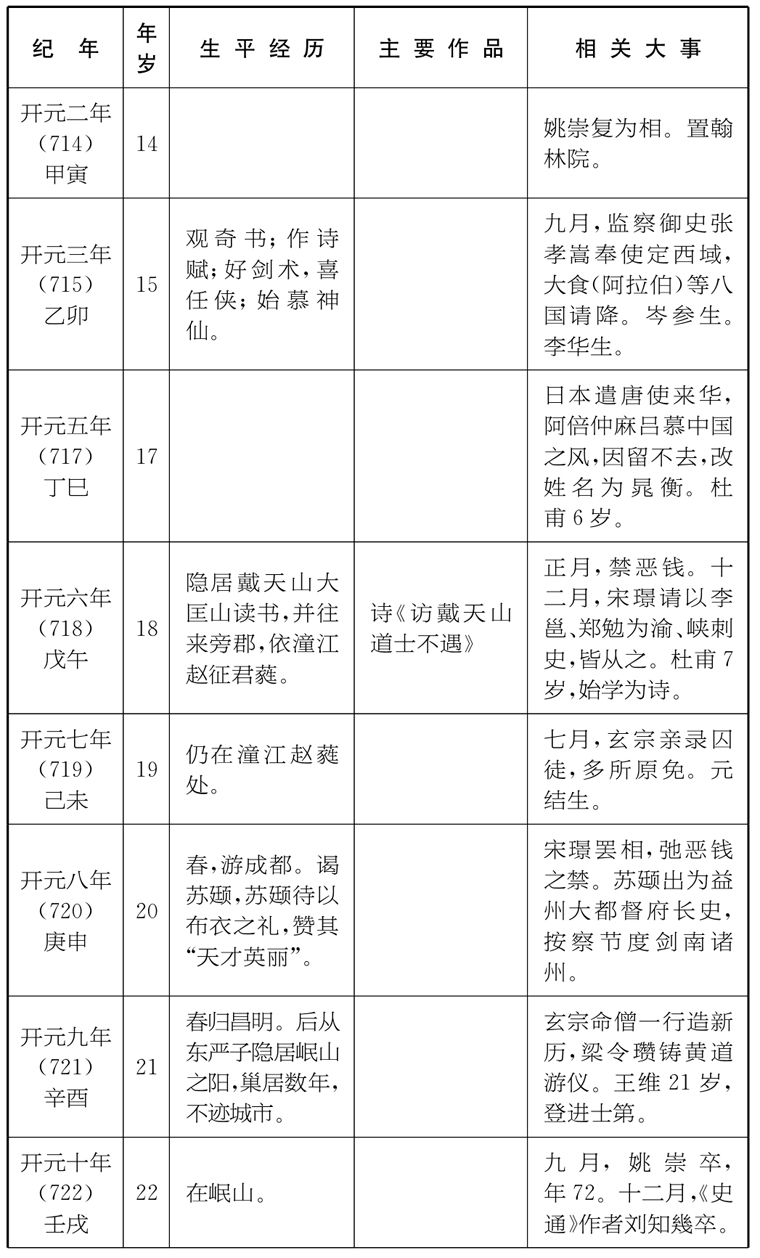 纪 年
年岁
生平经历
主要作品
相关大事
开元二年
（714）
甲寅
14
姚崇复为相。置翰
林院。
开元三年
（715）
乙卯
15
观奇书；作诗
赋；好剑术，喜
任侠；始慕神
仙。
九月，监察御史张
孝嵩奉使定西域，
大食（阿拉伯）等八
国请降。岑参生。
李华生。
开元五年
（717）
丁巳
17
日本遣唐使来华，
阿倍仲麻吕慕中国
之风，因留不去，改
姓名为晁衡。杜
甫6岁。
开元六年
（718）
戊午
18
隐居戴天山大
匡山读书，并往
来旁郡，依潼江
赵征君蕤。
诗《访戴天山
道士不遇》
正月，禁恶钱。十
二月，宋璟请以李
邕、郑勉为渝、峡刺
史，皆从之。杜甫7
岁，始学为诗。
开元七年
（719）
己未
19
仍在潼江赵蕤
处。
七月，玄宗亲录囚
徒，多所原免。元
结生。
开元八年
（720）
庚申
20
春，游成都。谒
苏颋，苏颋待以
布衣之礼，赞其
“天才英丽”。
宋璟罢相，弛恶钱
之禁。苏颋出为益
州大都督府长史，
按察节度剑南诸
州。
开元九年
（721）
辛酉
21
春归昌明。后从
东严子隐居岷山
之阳，巢居数年，
不迹城市。
玄宗命僧一行造新
历，梁令瓒铸黄道
游仪。王维21岁，
登进士第。
开元十年
（722）
壬戌
22
在岷山。
九月，姚崇卒，
年72。十二月，《史
通》作者刘知幾卒。